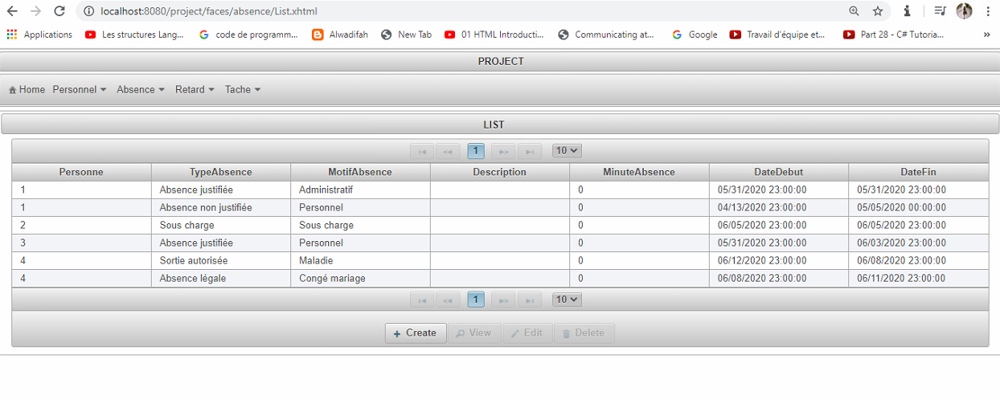 localhost:8080/project/faces/absence/List.xhtml
Applications Les structures Lang... code de programm... Alwadifah New Tab 01 HTML Introducti... Communicating at... Google Travail d'équipe et... Part 28 - C# Tutoria... »
PROJECT
Home Personnel Absence Retard Tache
LIST
1 10
Personne TypeAbsence MotifAbsence Description MinuteAbsence DateDebut DateFin
1 Absence justifiée Administratif 0 05/31/2020 23:00:00 05/31/2020 23:00:00
1 Absence non justifiée Personnel 0 04/13/2020 23:00:00 05/05/2020 00:00:00
2 Sous charge Sous charge 0 06/05/2020 23:00:00 06/05/2020 23:00:00
3 Absence justifiée Personnel 0 05/31/2020 23:00:00 06/03/2020 23:00:00
4 Sortie autorisée Maladie 0 06/12/2020 23:00:00 06/08/2020 23:00:00
4 Absence légale Congé mariage 0 06/08/2020 23:00:00 06/11/2020 23:00:00
1 10
Create View Edit Delete